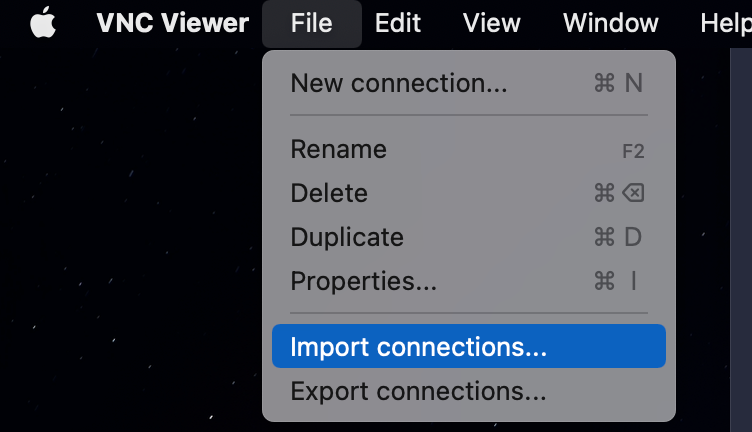 VNC Viewer File Edit View Window Help
New connection... ⌘ N
Rename F2
Delete ⌘ ⌫
Duplicate ⌘ D
Properties... ⌘ I
Import connections...
Export connections...